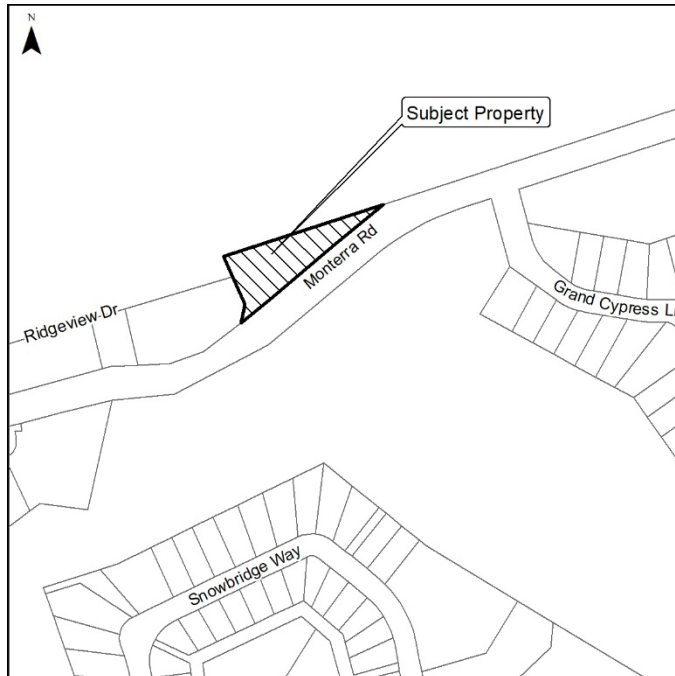 N
Subject Property
Monterra Rd
Ridgeview Dr
Grand Cypress Ln
Snowbridge Way